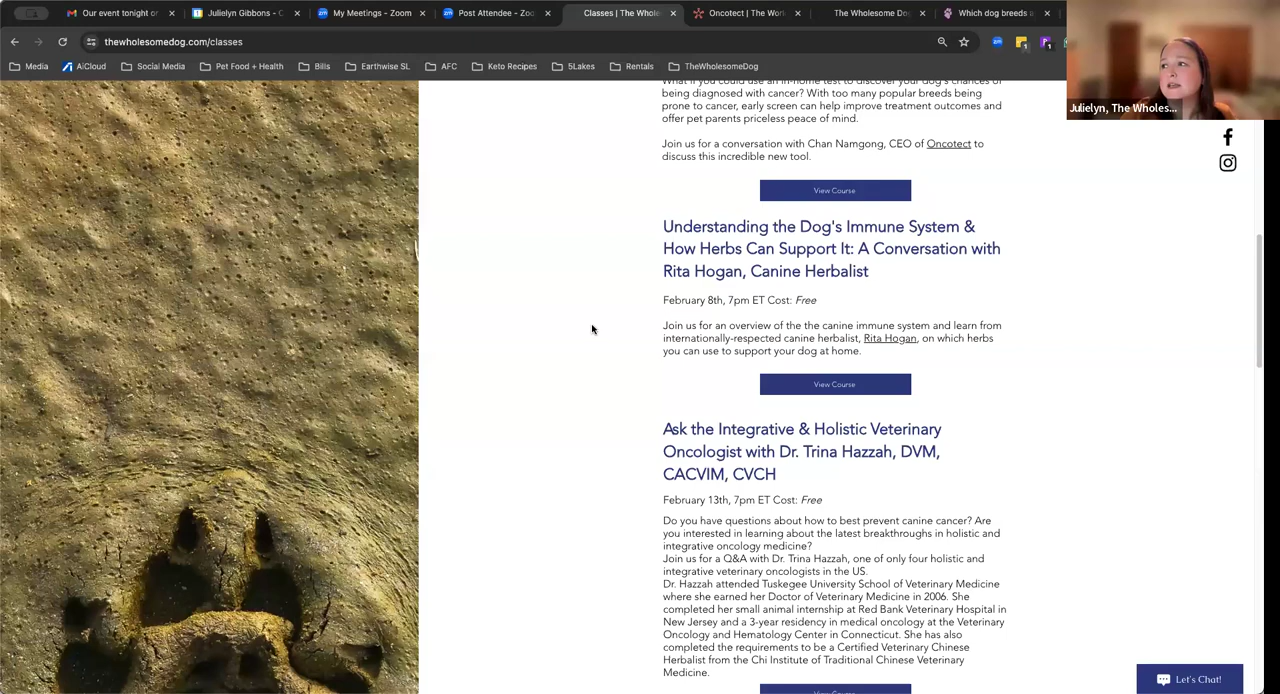 Our event tonight or
Julielyn Gibbons - C
My Meetings - Zoom
Post Attendee - Zoo
Classes | The Whole
Oncotect | The Wor
The Wholesome Do
Which dog breeds a
thewholesomedog.com/classes
Media
AiCloud
Social Media
Pet Food + Health
Bills
Earthwise SL
AFC
Keto Recipes
5Lakes
Rentals
TheWholesomeDog
Julielyn, The Wholes...
What if you could use an in-home test to discover your dog's chances of
being diagnosed with cancer? With too many popular breeds being
prone to cancer, early screen can help improve treatment outcomes and
offer pet parents priceless peace of mind.
Join us for a conversation with Chan Namgong, CEO of Oncotect to
discuss this incredible new tool.
View Course
Understanding the Dog's Immune System &
How Herbs Can Support It: A Conversation with
Rita Hogan, Canine Herbalist
February 8th, 7pm ET Cost: Free
Join us for an overview of the the canine immune system and learn from
internationally-respected canine herbalist, Rita Hogan, on which herbs
you can use to support your dog at home.
View Course
Ask the Integrative & Holistic Veterinary
Oncologist with Dr. Trina Hazzah, DVM,
CACVIM, CVCH
February 13th, 7pm ET Cost: Free
Do you have questions about how to best prevent canine cancer? Are
you interested in learning about the latest breakthroughs in holistic and
integrative oncology medicine?
Join us for a Q&A with Dr. Trina Hazzah, one of only four holistic and
integrative veterinary oncologists in the US.
Dr. Hazzah attended Tuskegee University School of Veterinary Medicine
where she earned her Doctor of Veterinary Medicine in 2006. She
completed her small animal internship at Red Bank Veterinary Hospital in
New Jersey and a 3-year residency in medical oncology at the Veterinary
Oncology and Hematology Center in Connecticut. She has also
completed the requirements to be a Certified Veterinary Chinese
Herbalist from the Chi Institute of Traditional Chinese Veterinary
Medicine.
Let's Chat!